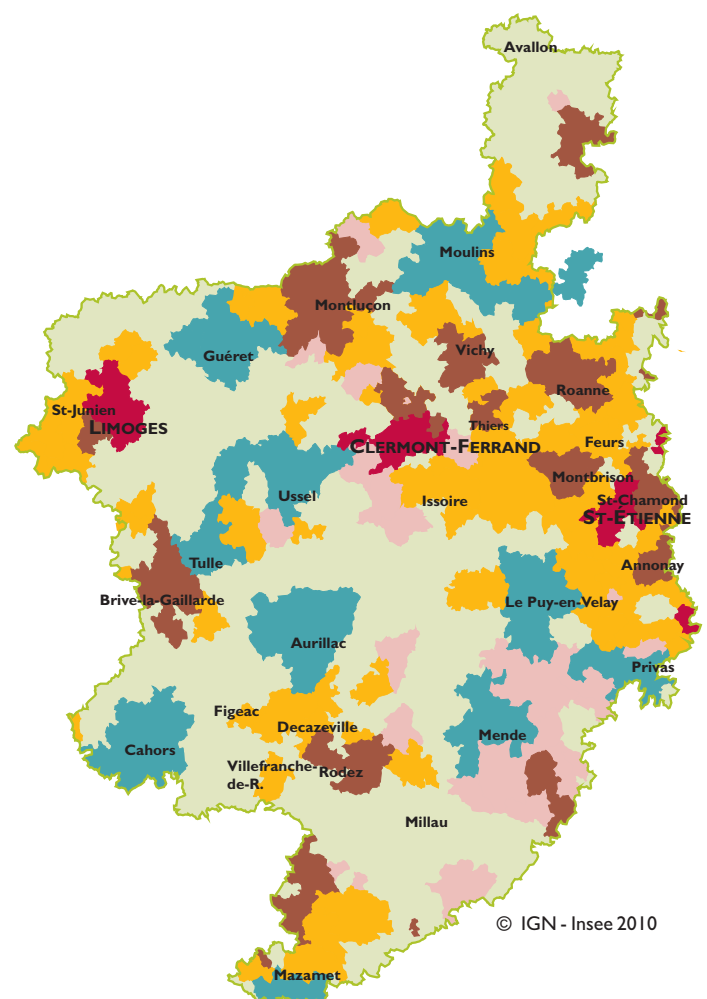 Avallon
Moulins
Montluçon
Guéret
Vichy
Roanne
St-Junien
LIMOGES
Thiers
Feurs
CLERMONT-FERRAND
Montbrison
Ussel
Issoire
St-Chamond
ST-ÉTIENNE
Tulle
Annonay
Brive-la-Gaillarde
Le Puy-en-Velay
Aurillac
Privas
Figeac
Decazeville
Mende
Cahors
Villefranche-
de-R.
Rodez
Millau
© IGN - Insee 2010
Mazamet